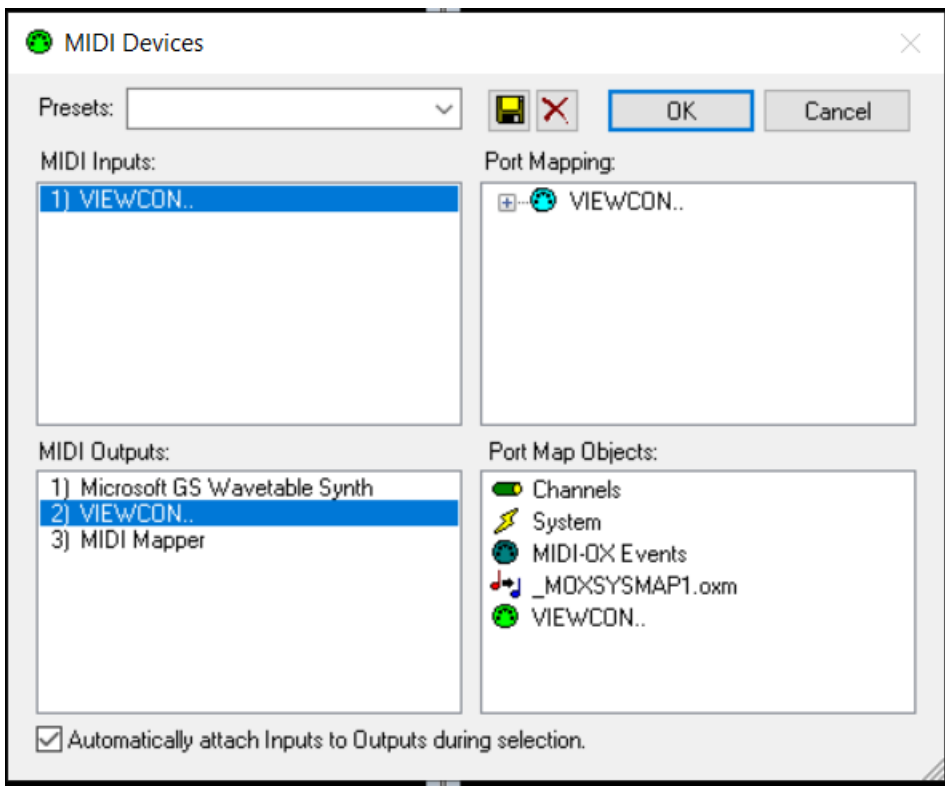 MIDI Devices
Presets:
OK
Cancel
MIDI Inputs:
1) VIEWCON..
Port Mapping:
VIEWCON..
MIDI Outputs:
1) Microsoft GS Wavetable Synth
2) VIEWCON..
3) MIDI Mapper
Port Map Objects:
Channels
System
MIDI-OX Events
_MOXSYSMAP1.oxm
VIEWCON..
Automatically attach Inputs to Outputs during selection.